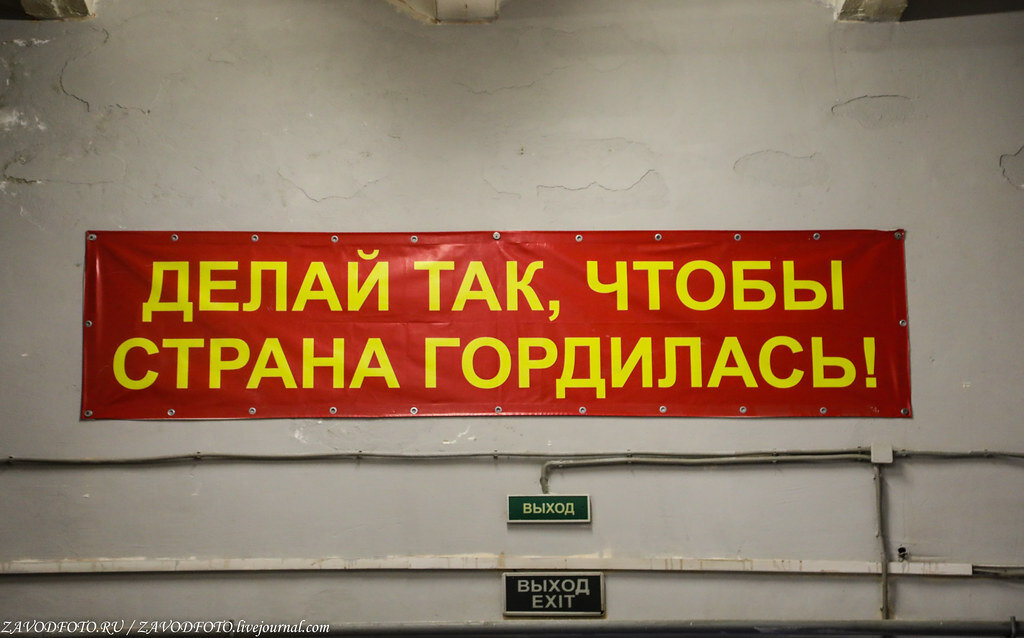 ДЕЛАЙ ТАК, ЧТОБЫ
СТРАНА ГОРДИЛАСЬ!
ВЫХОД
ВЫХОД
EXIT
ZAVODFOTO.RU / ZAVODFOTO.livejournal.com